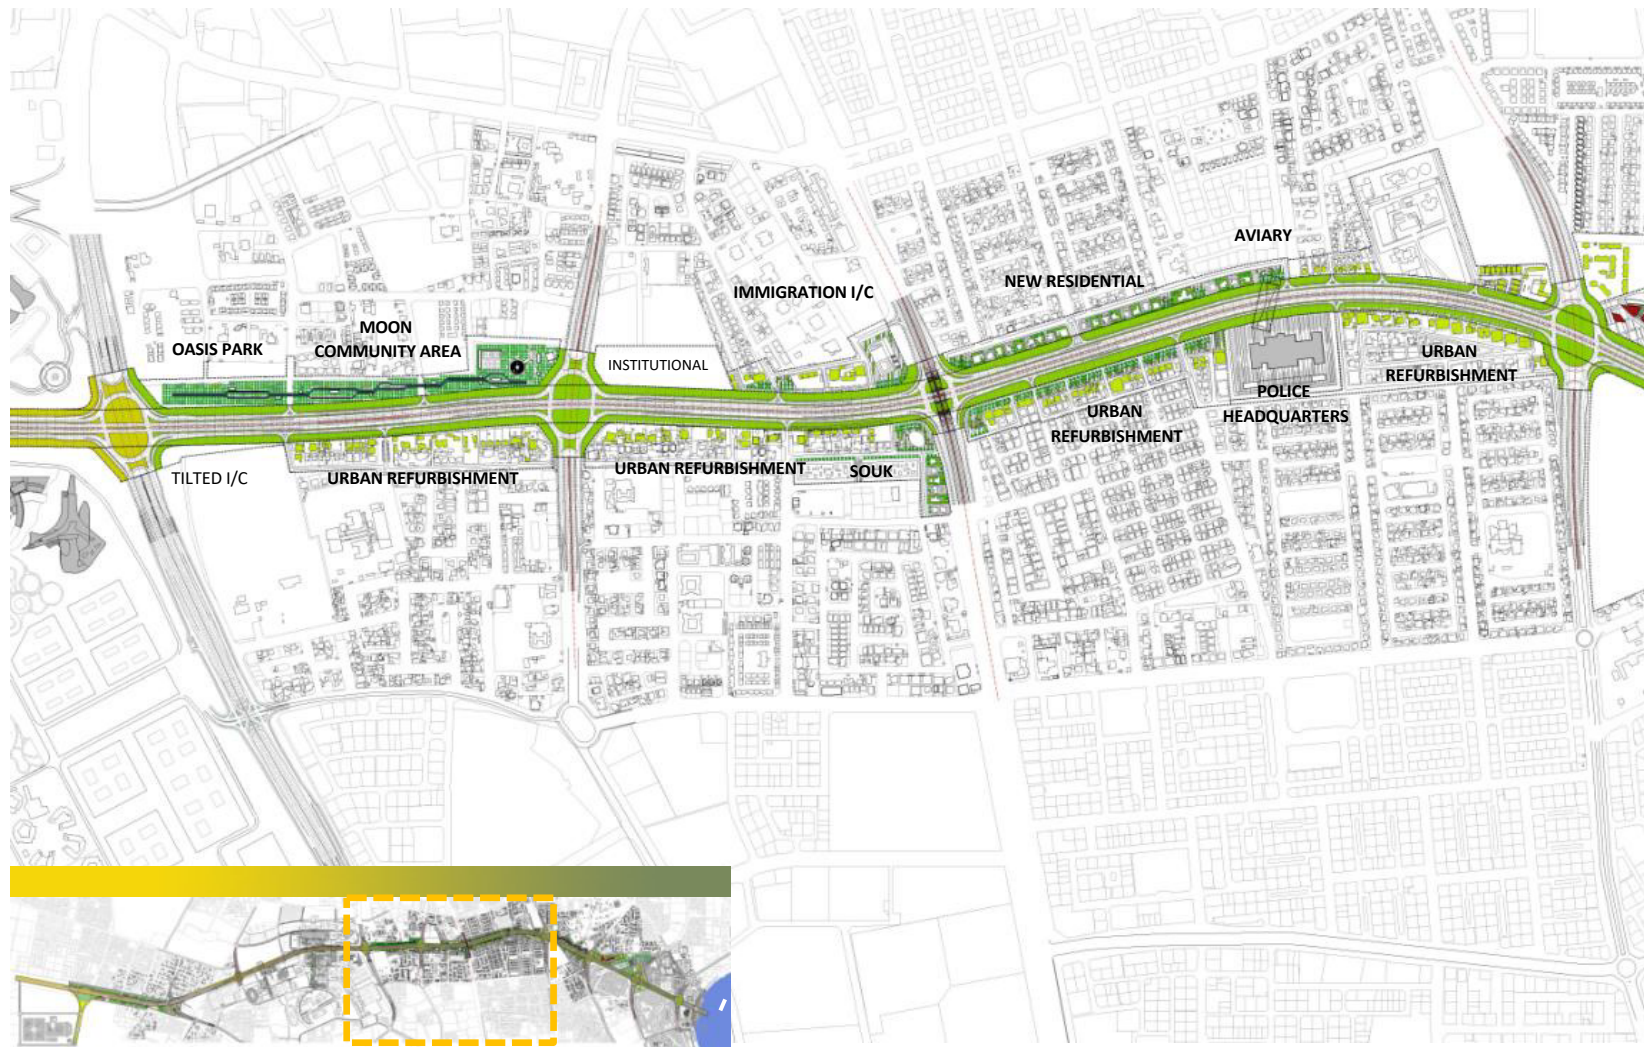 AVIARY
NEW RESIDENTIAL
IMMIGRATION I/C
MOON
COMMUNITY AREA
OASIS PARK
INSTITUTIONAL
URBAN
REFURBISHMENT
POLICE
HEADQUARTERS
URBAN
REFURBISHMENT
TILTED I/C
URBAN REFURBISHMENT
URBAN REFURBISHMENT
SOUK